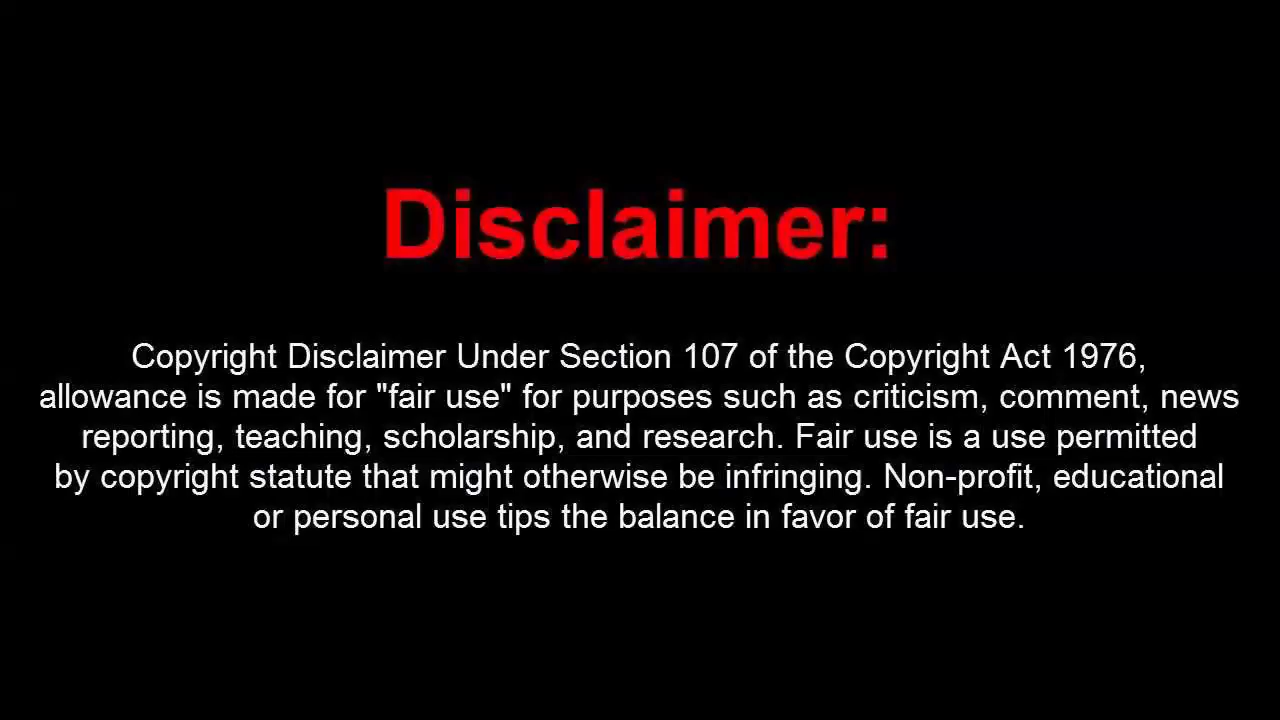 Disclaimer:
Copyright Disclaimer Under Section 107 of the Copyright Act 1976,
allowance is made for "fair use" for purposes such as criticism, comment, news
reporting, teaching, scholarship, and research. Fair use is a use permitted
by copyright statute that might otherwise be infringing. Non-profit, educational
or personal use tips the balance in favor of fair use.